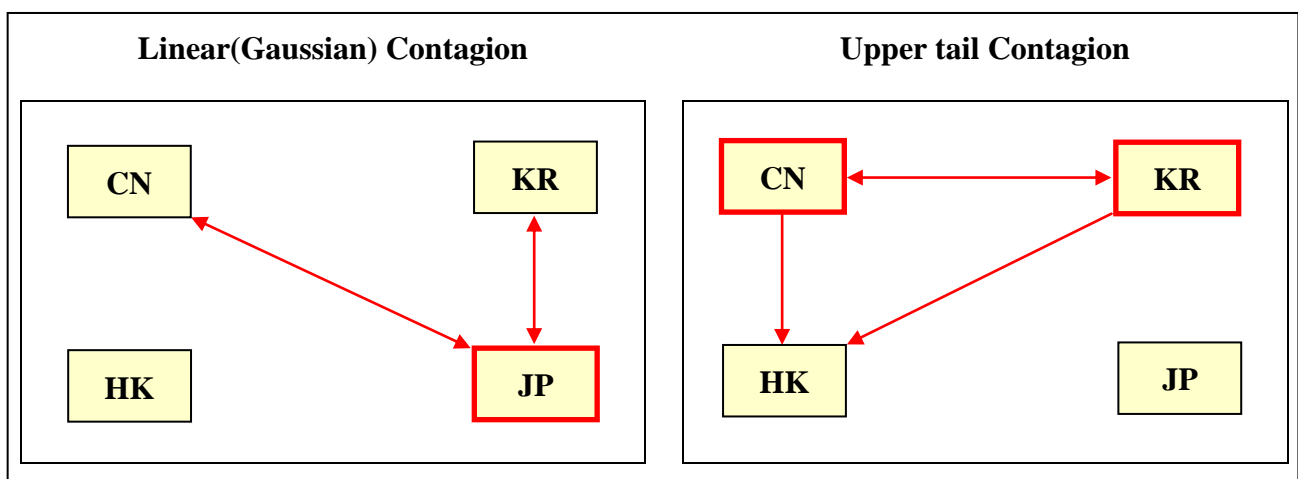 Linear(Gaussian) Contagion
Upper tail Contagion
CN
KR
HK
JP
CN
KR
HK
JP